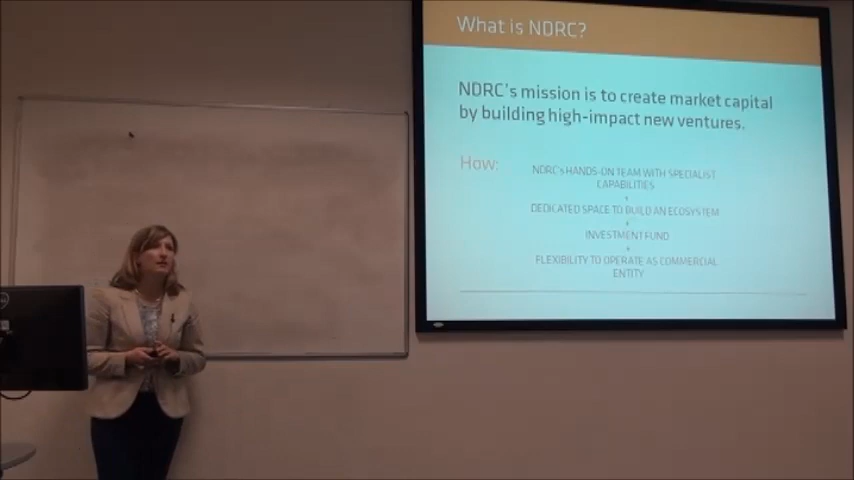 What is NDRC?
NDRC's mission is to create market capital
by building high-impact new ventures.
How:
NDRC's HANDS-ON TEAM WITH SPECIALIST
CAPABILITIES
+
DEDICATED SPACE TO BUILD AN ECOSYSTEM
+
INVESTMENT FUND
+
FLEXIBILITY TO OPERATE AS COMMERCIAL
ENTITY